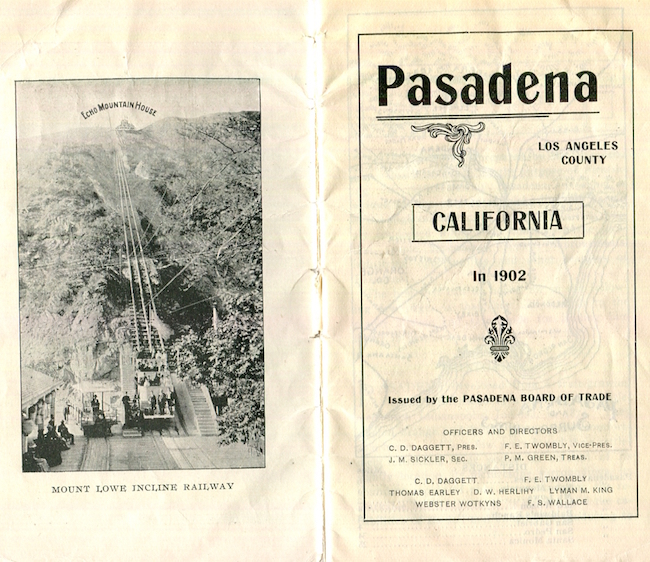 ECHO MOUNTAIN HOUSE
MOUNT LOWE INCLINE RAILWAY
Pasadena
LOS ANGELES
COUNTY
CALIFORNIA
In 1902
Issued by the PASADENA BOARD OF TRADE
OFFICERS AND DIRECTORS
C. D. DAGGETT, PRES. F. E. TWOMBLY, VICE-PRES.
J. M. SICKLER, SEC. P. M. GREEN, TREAS.
C. D. DAGGETT F. E. TWOMBLY
THOMAS EARLEY D. W. HERLIHY LYMAN M. KING
WEBSTER WOTKYNS F. S. WALLACE